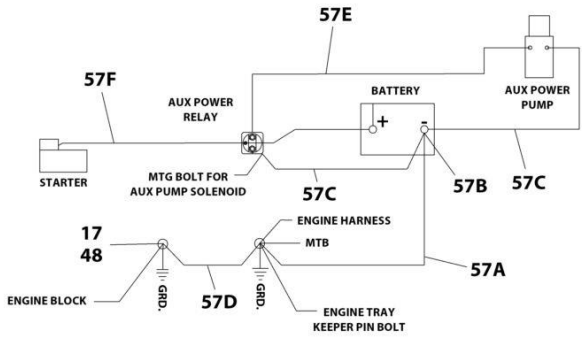 57E
57F
AUX POWER
RELAY
BATTERY
AUX POWER
PUMP
+
-
STARTER
MTG BOLT FOR
AUX PUMP SOLENOID
57C
57B
57C
17
48
ENGINE HARNESS
MTB
57A
ENGINE BLOCK
GRD.
57D
GRD.
ENGINE TRAY
KEEPER PIN BOLT